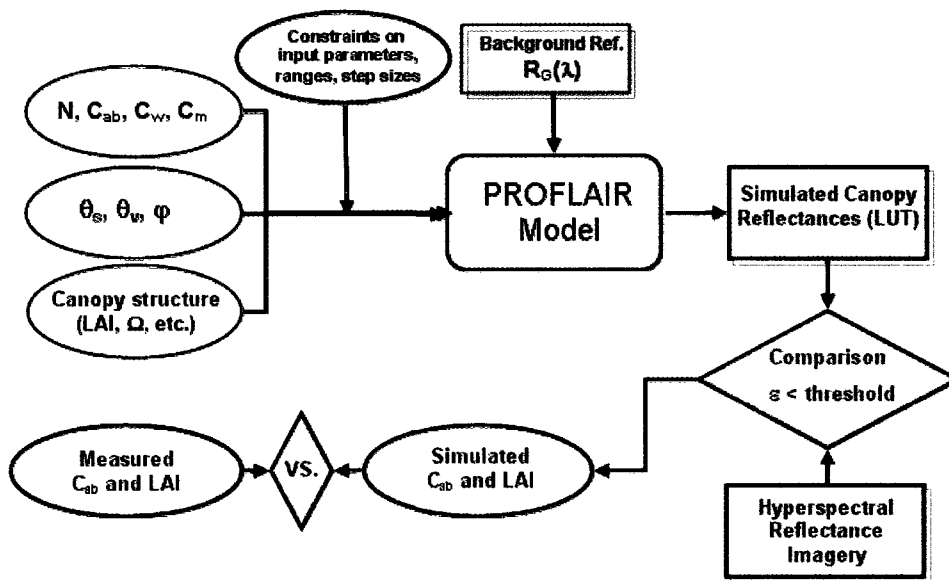 Constraints on
input parameters,
ranges, step sizes
Background Ref.
R_G(λ)
N, C_ab, C_w, C_m
θ_s, θ_v, φ
Canopy structure
(LAI, Ω, etc.)
PROFLAIR
Model
Simulated Canopy
Reflectances (LUT)
Comparison
ε < threshold
Measured
C_ab and LAI
VS.
Simulated
C_ab and LAI
Hyperspectral
Reflectance
Imagery